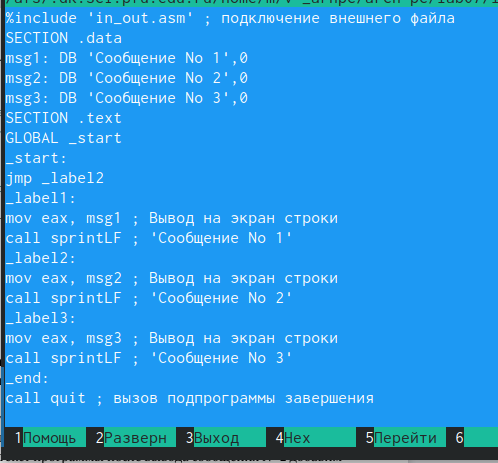 %include 'in_out.asm' ; подключение внешнего файла
SECTION .data
msg1: DB 'Сообщение No 1',0
msg2: DB 'Сообщение No 2',0
msg3: DB 'Сообщение No 3',0
SECTION .text
GLOBAL _start
_start:
jmp _label2
_label1:
mov eax, msg1 ; Вывод на экран строки
call sprintLF ; 'Сообщение No 1'
_label2:
mov eax, msg2 ; Вывод на экран строки
call sprintLF ; 'Сообщение No 2'
_label3:
mov eax, msg3 ; Вывод на экран строки
call sprintLF ; 'Сообщение No 3'
_end:
call quit ; вызов подпрограммы завершения
1Помощь 2Разверн 3Выход 4Hex 5Перейти 6